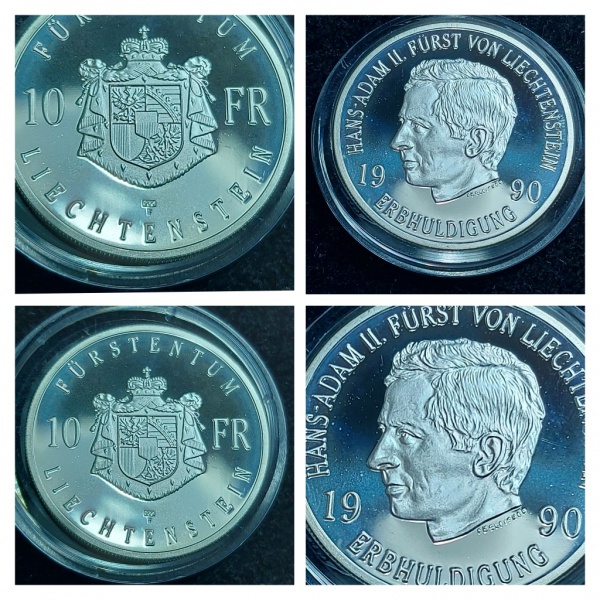 FÜRSTENTUM
10 FR
LIECHTENSTEIN
HANS-ADAM II. FÜRST VON LIECHTENSTEIN
19 90
ERBHULDIGUNG
FÜRSTENTUM
10 FR
LIECHTENSTEIN
HANS-ADAM II. FÜRST VON LIECHTEN
19 90
ERBHULDIGUNG